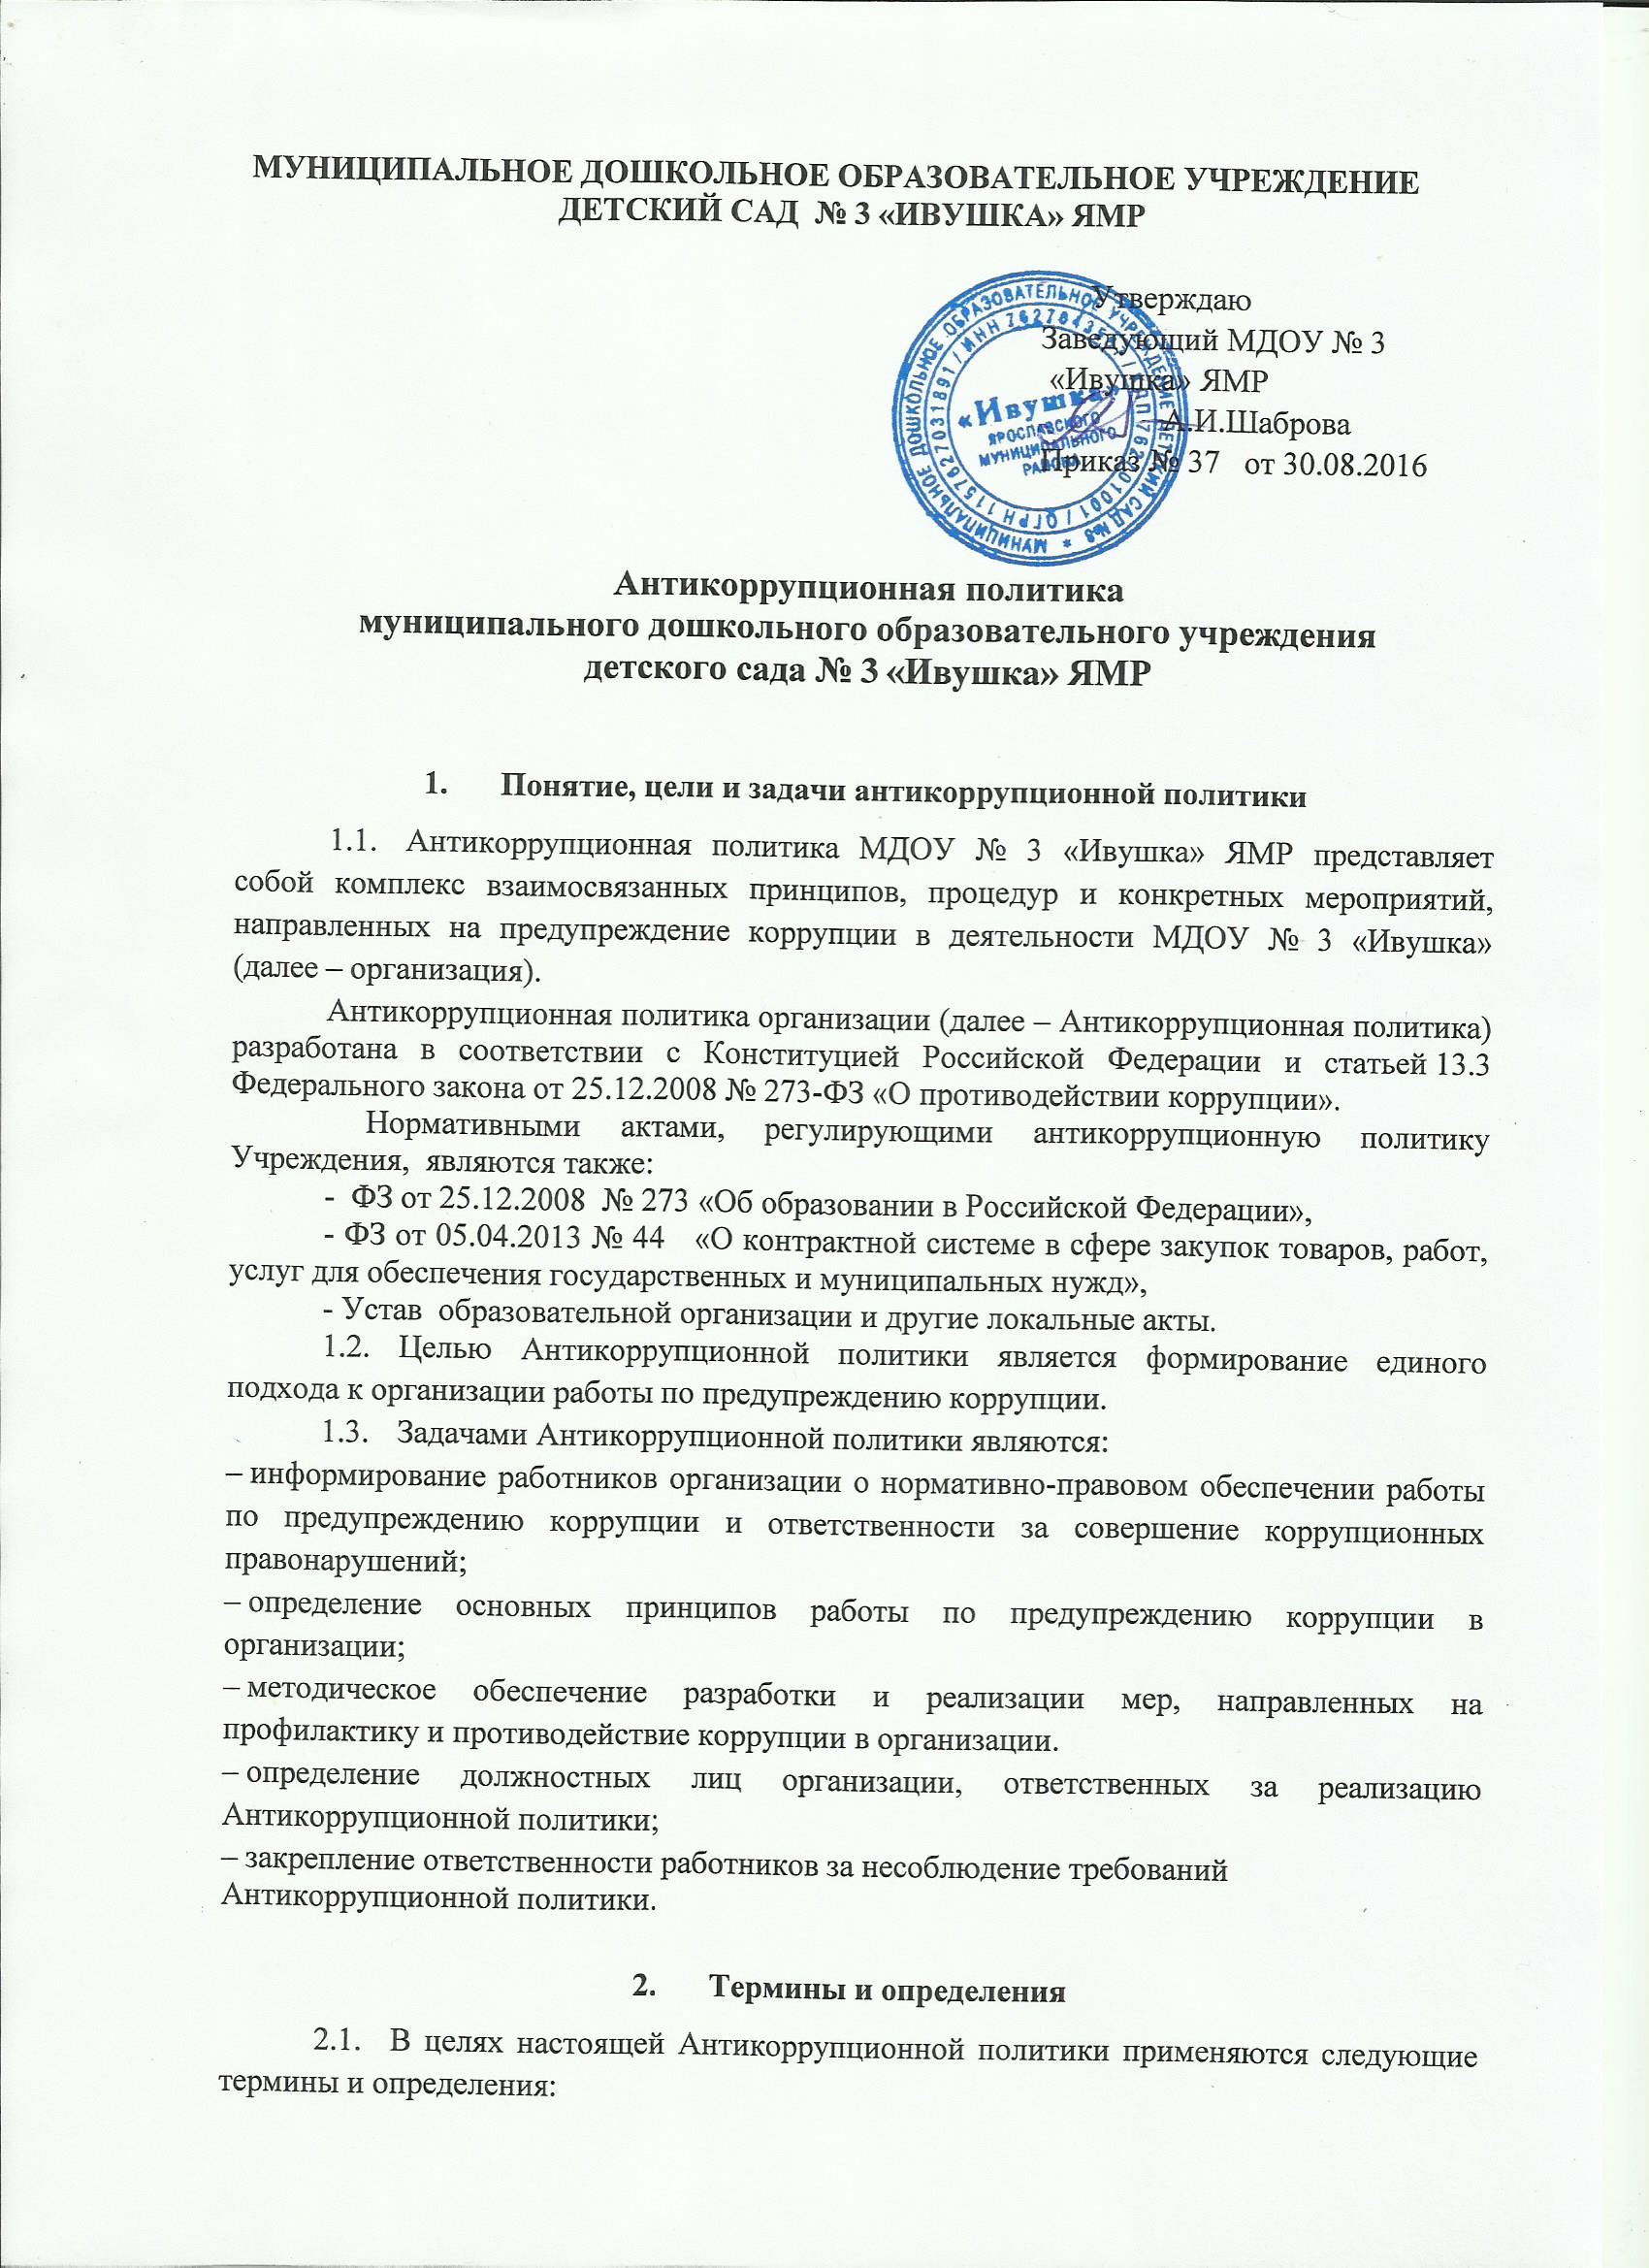 МУНИЦИПАЛЬНОЕ ДОШКОЛЬНОЕ ОБРАЗОВАТЕЛЬНОЕ УЧРЕЖДЕНИЕ
ДЕТСКИЙ САД № 3 «ИВУШКА» ЯМР
Утверждаю
Заведующий МДОУ № 3
«Ивушка» ЯМР
А.И.Шаброва
Приказ № 37 от 30.08.2016
МУНИЦИПАЛЬНОЕ ДОШКОЛЬНОЕ ОБРАЗОВАТЕЛЬНОЕ УЧРЕЖДЕНИЕ ДЕТСКИЙ САД
«Ивушка»
ЯРОСЛАВСКОГО
МУНИЦИПАЛЬНОГО
РАЙОНА
Антикоррупционная политика
муниципального дошкольного образовательного учреждения
детского сада № 3 «Ивушка» ЯМР
1. Понятие, цели и задачи антикоррупционной политики
1.1. Антикоррупционная политика МДОУ № 3 «Ивушка» ЯМР представляет
собой комплекс взаимосвязанных принципов, процедур и конкретных мероприятий,
направленных на предупреждение коррупции в деятельности МДОУ № 3 «Ивушка»
(далее – организация).
Антикоррупционная политика организации (далее – Антикоррупционная политика)
разработана в соответствии с Конституцией Российской Федерации и статьей 13.3
Федерального закона от 25.12.2008 № 273-ФЗ «О противодействии коррупции».
Нормативными актами, регулирующими антикоррупционную политику
Учреждения, являются также:
- ФЗ от 25.12.2008 № 273 «Об образовании в Российской Федерации»,
- ФЗ от 05.04.2013 № 44 «О контрактной системе в сфере закупок товаров, работ,
услуг для обеспечения государственных и муниципальных нужд»,
- Устав образовательной организации и другие локальные акты.
1.2. Целью Антикоррупционной политики является формирование единого
подхода к организации работы по предупреждению коррупции.
1.3. Задачами Антикоррупционной политики являются:
– информирование работников организации о нормативно-правовом обеспечении работы
по предупреждению коррупции и ответственности за совершение коррупционных
правонарушений;
– определение основных принципов работы по предупреждению коррупции в
организации;
– методическое обеспечение разработки и реализации мер, направленных на
профилактику и противодействие коррупции в организации.
– определение должностных лиц организации, ответственных за реализацию
Антикоррупционной политики;
– закрепление ответственности работников за несоблюдение требований
Антикоррупционной политики.
2. Термины и определения
2.1. В целях настоящей Антикоррупционной политики применяются следующие
термины и определения: